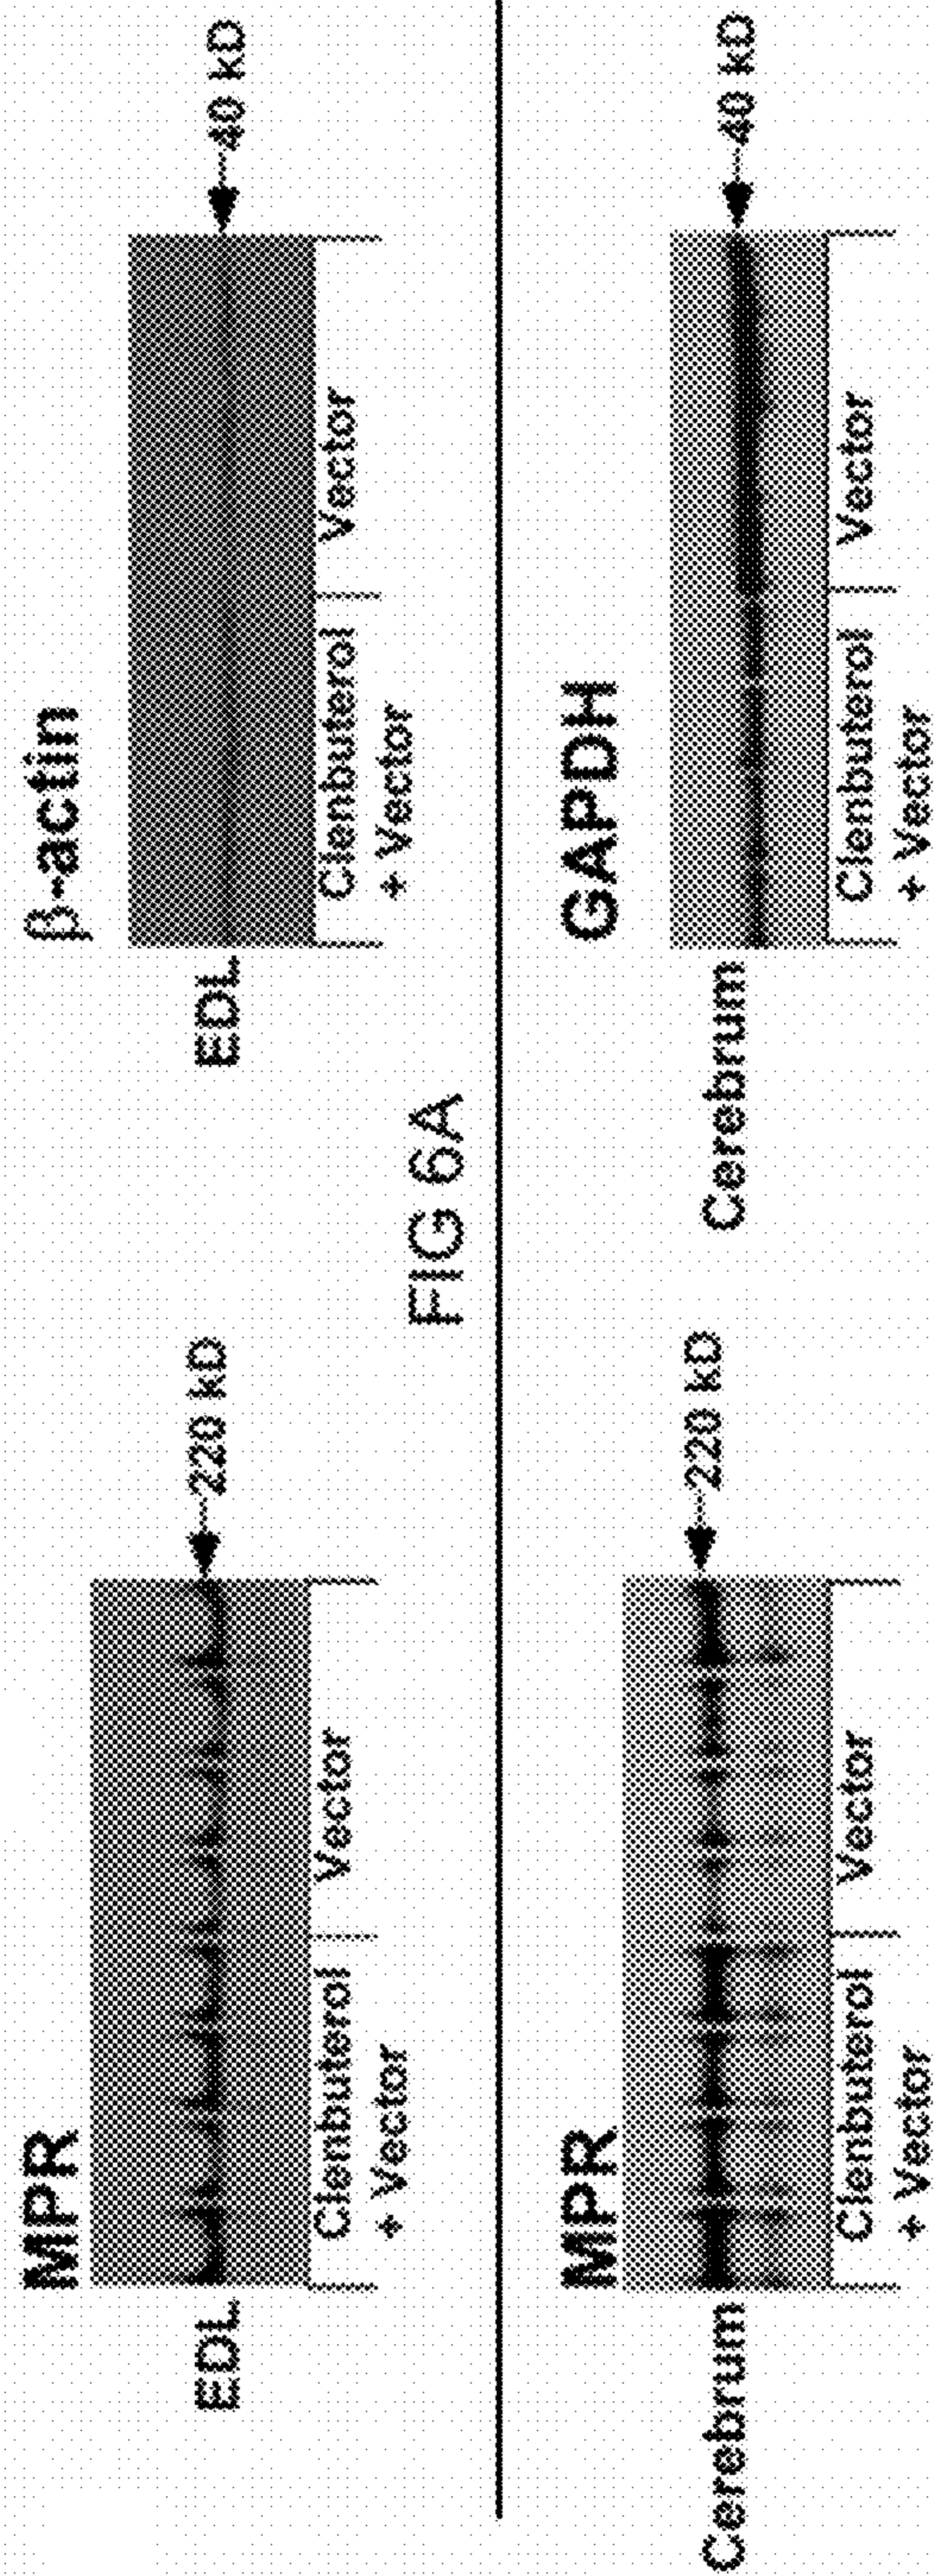 MPR
EDL
220 kD
Clenbuterol
+ Vector
Vector
β-actin
EDL
40 kD
Clenbuterol
+ Vector
Vector
FIG 6A
MPR
Cerebrum
220 kD
Clenbuterol
+ Vector
Vector
GAPDH
Cerebrum
40 kD
Clenbuterol
+ Vector
Vector